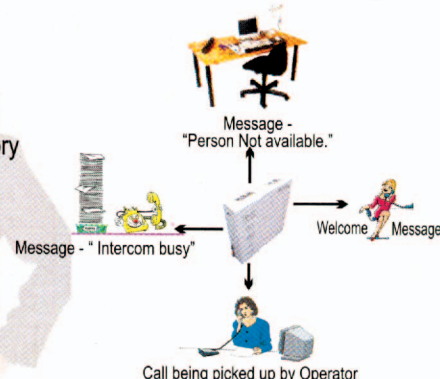 Message -
"Person Not available."
ry
Message - " Intercom busy"
Welcome Message
Call being picked up by Operator